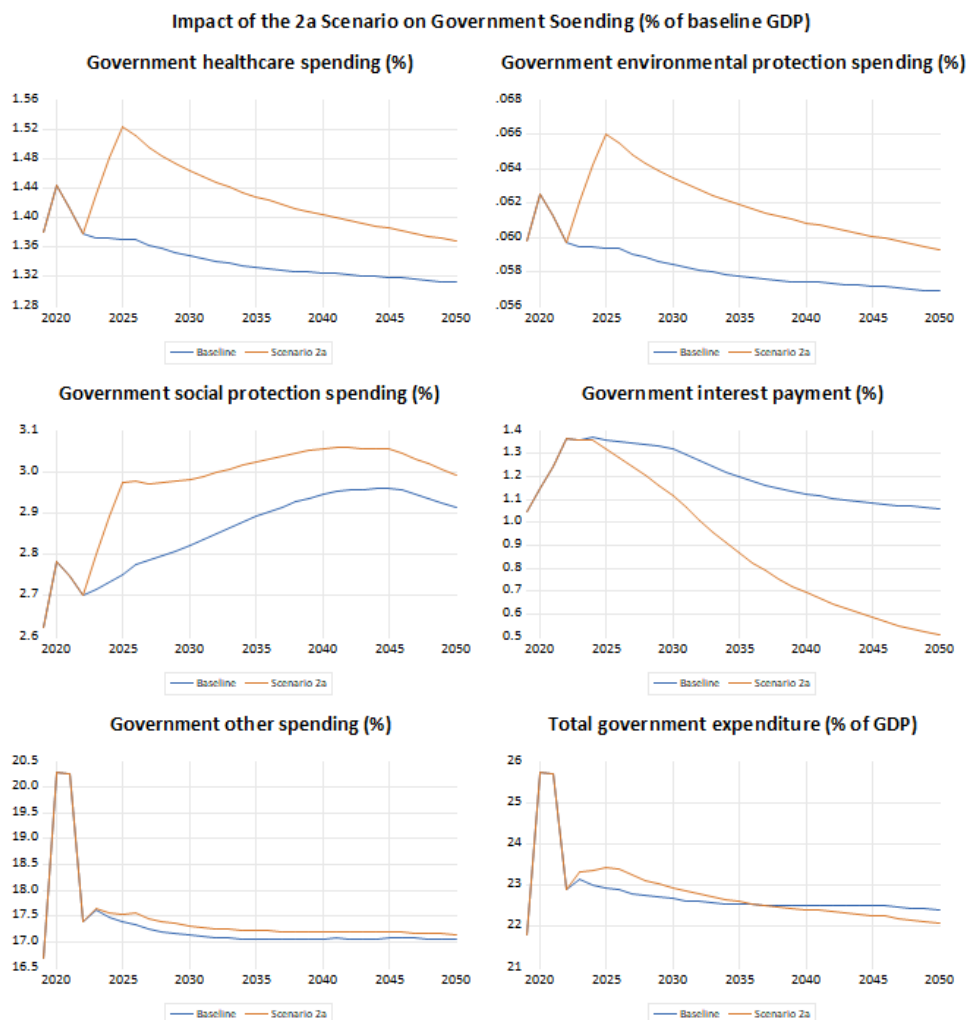 Impact of the 2a Scenario on Government Soending (% of baseline GDP)
Government healthcare spending (%)
1.56
1.52
1.48
1.44
1.40
1.36
1.32
1.28
2020 2025 2030 2035 2040 2045 2050
Baseline Scenario 2a
Government environmental protection spending (%)
.068
.066
.064
.062
.060
.058
.056
2020 2025 2030 2035 2040 2045 2050
Baseline Scenario 2a
Government social protection spending (%)
3.1
3.0
2.9
2.8
2.7
2.6
2020 2025 2030 2035 2040 2045 2050
Baseline Scenario 2a
Government interest payment (%)
1.4
1.3
1.2
1.1
1.0
0.9
0.8
0.7
0.6
0.5
2020 2025 2030 2035 2040 2045 2050
Baseline Scenario 2a
Government other spending (%)
20.5
20.0
19.5
19.0
18.5
18.0
17.5
17.0
16.5
2020 2025 2030 2035 2040 2045 2050
Baseline Scenario 2a
Total government expenditure (% of GDP)
26
25
24
23
22
21
2020 2025 2030 2035 2040 2045 2050
Baseline Scenario 2a